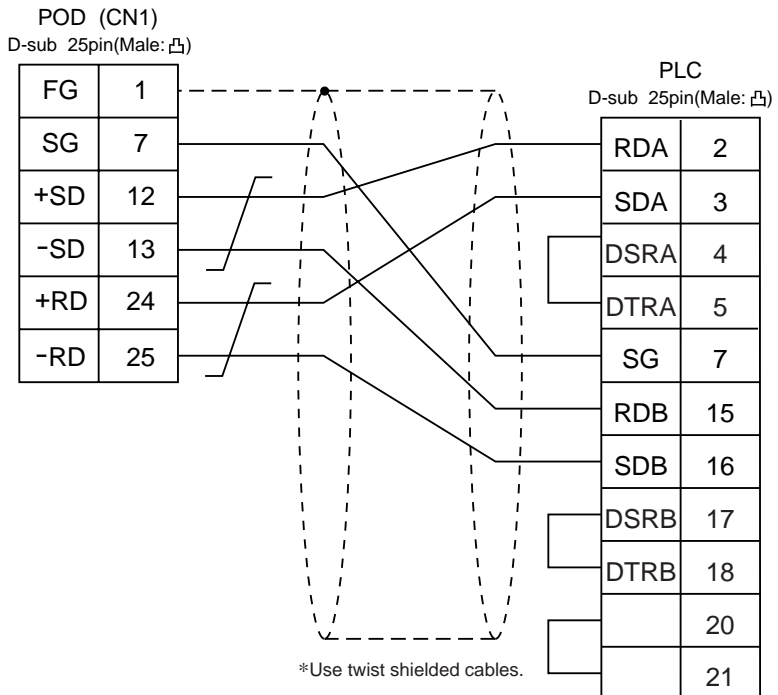 POD (CN1)
D-sub 25pin(Male: 凸)
FG 1
SG 7
+SD 12
-SD 13
+RD 24
-RD 25
PLC
D-sub 25pin(Male: 凸)
RDA 2
SDA 3
DSRA 4
DTRA 5
SG 7
RDB 15
SDB 16
DSRB 17
DTRB 18
20
21
*Use twist shielded cables.